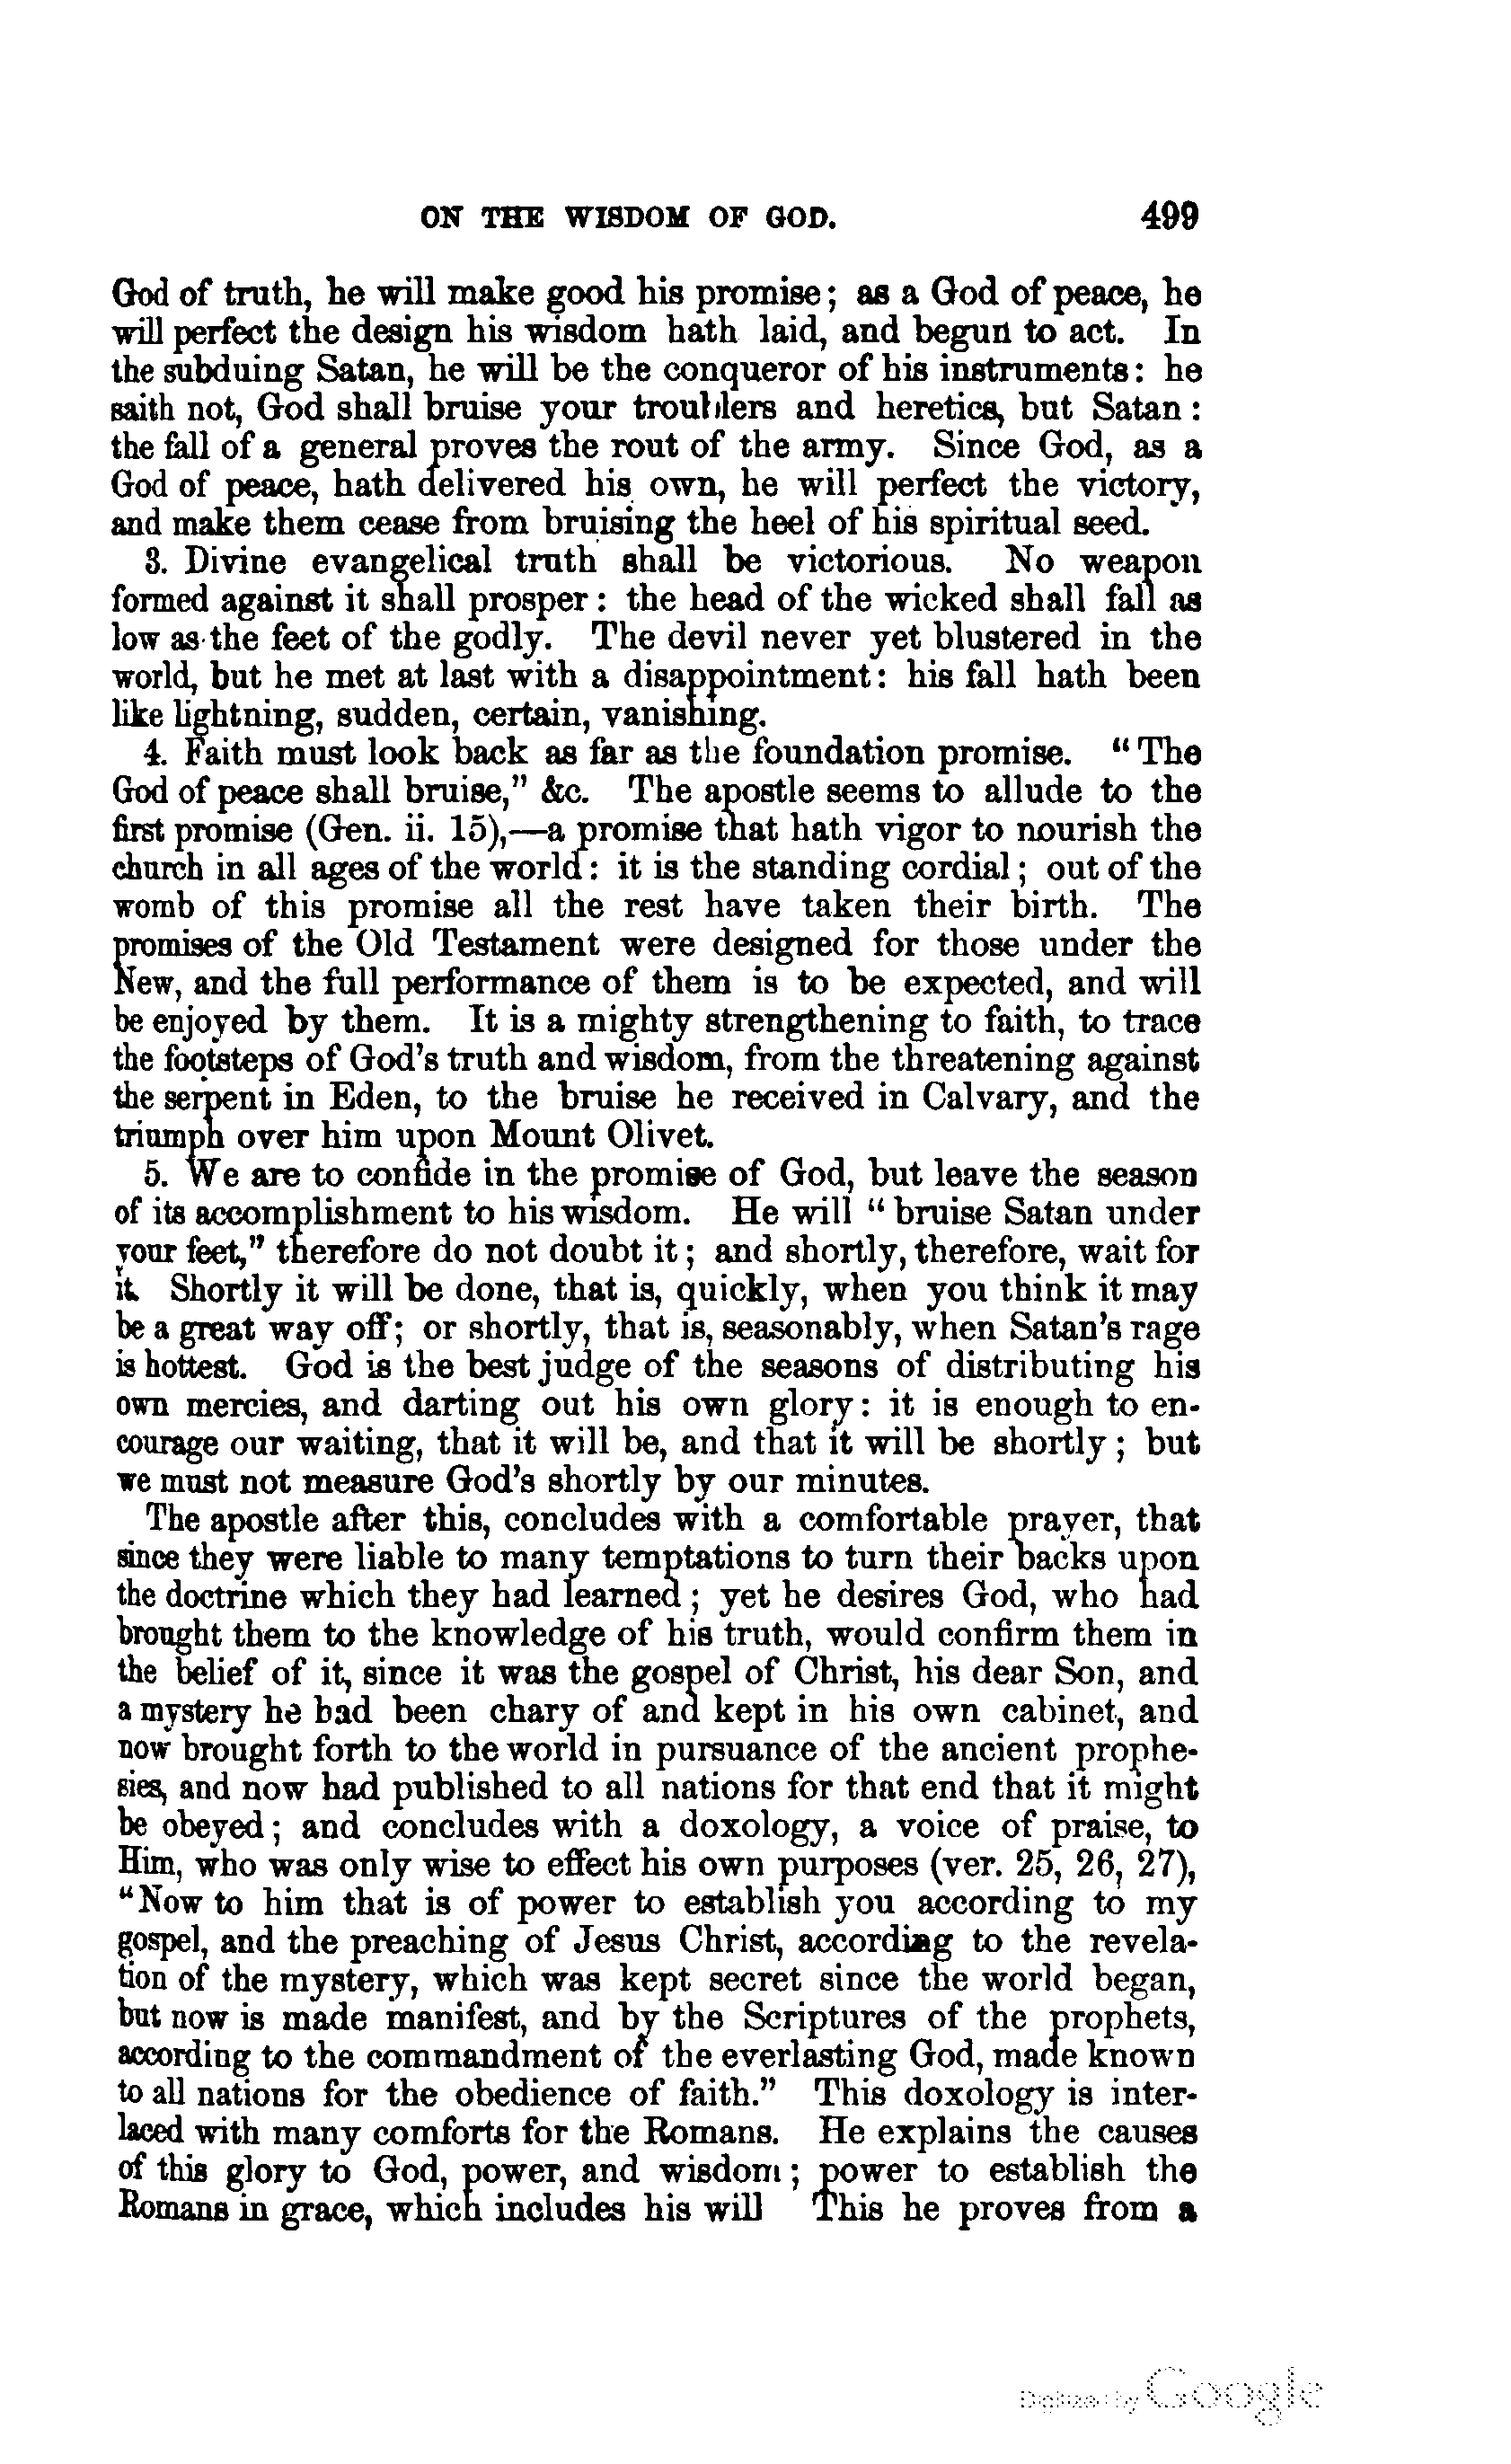 ON THE WISDOM OF GOD. 499
God of truth, he will make good his promise; as a God of peace, he
will perfect the design his wisdom hath laid, and begun to act. In
the subduing Satan, he will be the conqueror of his instruments: he
saith not, God shall bruise your troublers and heretics, but Satan:
the fall of a general proves the rout of the army. Since God, as a
God of peace, hath delivered his own, he will perfect the victory,
and make them cease from bruising the heel of his spiritual seed.
3. Divine evangelical truth shall be victorious. No weapon
formed against it shall prosper: the head of the wicked shall fall as
low as the feet of the godly. The devil never yet blustered in the
world, but he met at last with a disappointment: his fall hath been
like lightning, sudden, certain, vanishing.
4. Faith must look back as far as the foundation promise. "The
God of peace shall bruise," &c. The apostle seems to allude to the
first promise (Gen. ii. 15),—a promise that hath vigor to nourish the
church in all ages of the world: it is the standing cordial; out of the
womb of this promise all the rest have taken their birth. The
promises of the Old Testament were designed for those under the
New, and the full performance of them is to be expected, and will
be enjoyed by them. It is a mighty strengthening to faith, to trace
the footsteps of God's truth and wisdom, from the threatening against
the serpent in Eden, to the bruise he received in Calvary, and the
triumph over him upon Mount Olivet.
5. We are to confide in the promise of God, but leave the season
of its accomplishment to his wisdom. He will "bruise Satan under
your feet," therefore do not doubt it; and shortly, therefore, wait for
it. Shortly it will be done, that is, quickly, when you think it may
be a great way off; or shortly, that is, seasonably, when Satan's rage
is hottest. God is the best judge of the seasons of distributing his
own mercies, and darting out his own glory: it is enough to en-
courage our waiting, that it will be, and that it will be shortly; but
we must not measure God's shortly by our minutes.
The apostle after this, concludes with a comfortable prayer, that
since they were liable to many temptations to turn their backs upon
the doctrine which they had learned; yet he desires God, who had
brought them to the knowledge of his truth, would confirm them in
the belief of it, since it was the gospel of Christ, his dear Son, and
a mystery he had been chary of and kept in his own cabinet, and
now brought forth to the world in pursuance of the ancient prophe-
sies, and now had published to all nations for that end that it might
be obeyed; and concludes with a doxology, a voice of praise, to
Him, who was only wise to effect his own purposes (ver. 25, 26, 27),
"Now to him that is of power to establish you according to my
gospel, and the preaching of Jesus Christ, according to the revela-
tion of the mystery, which was kept secret since the world began,
but now is made manifest, and by the Scriptures of the prophets,
according to the commandment of the everlasting God, made known
to all nations for the obedience of faith." This doxology is inter-
laced with many comforts for the Romans. He explains the causes
of this glory to God, power, and wisdom; power to establish the
Romans in grace, which includes his will This he proves from a
Digitized by Google